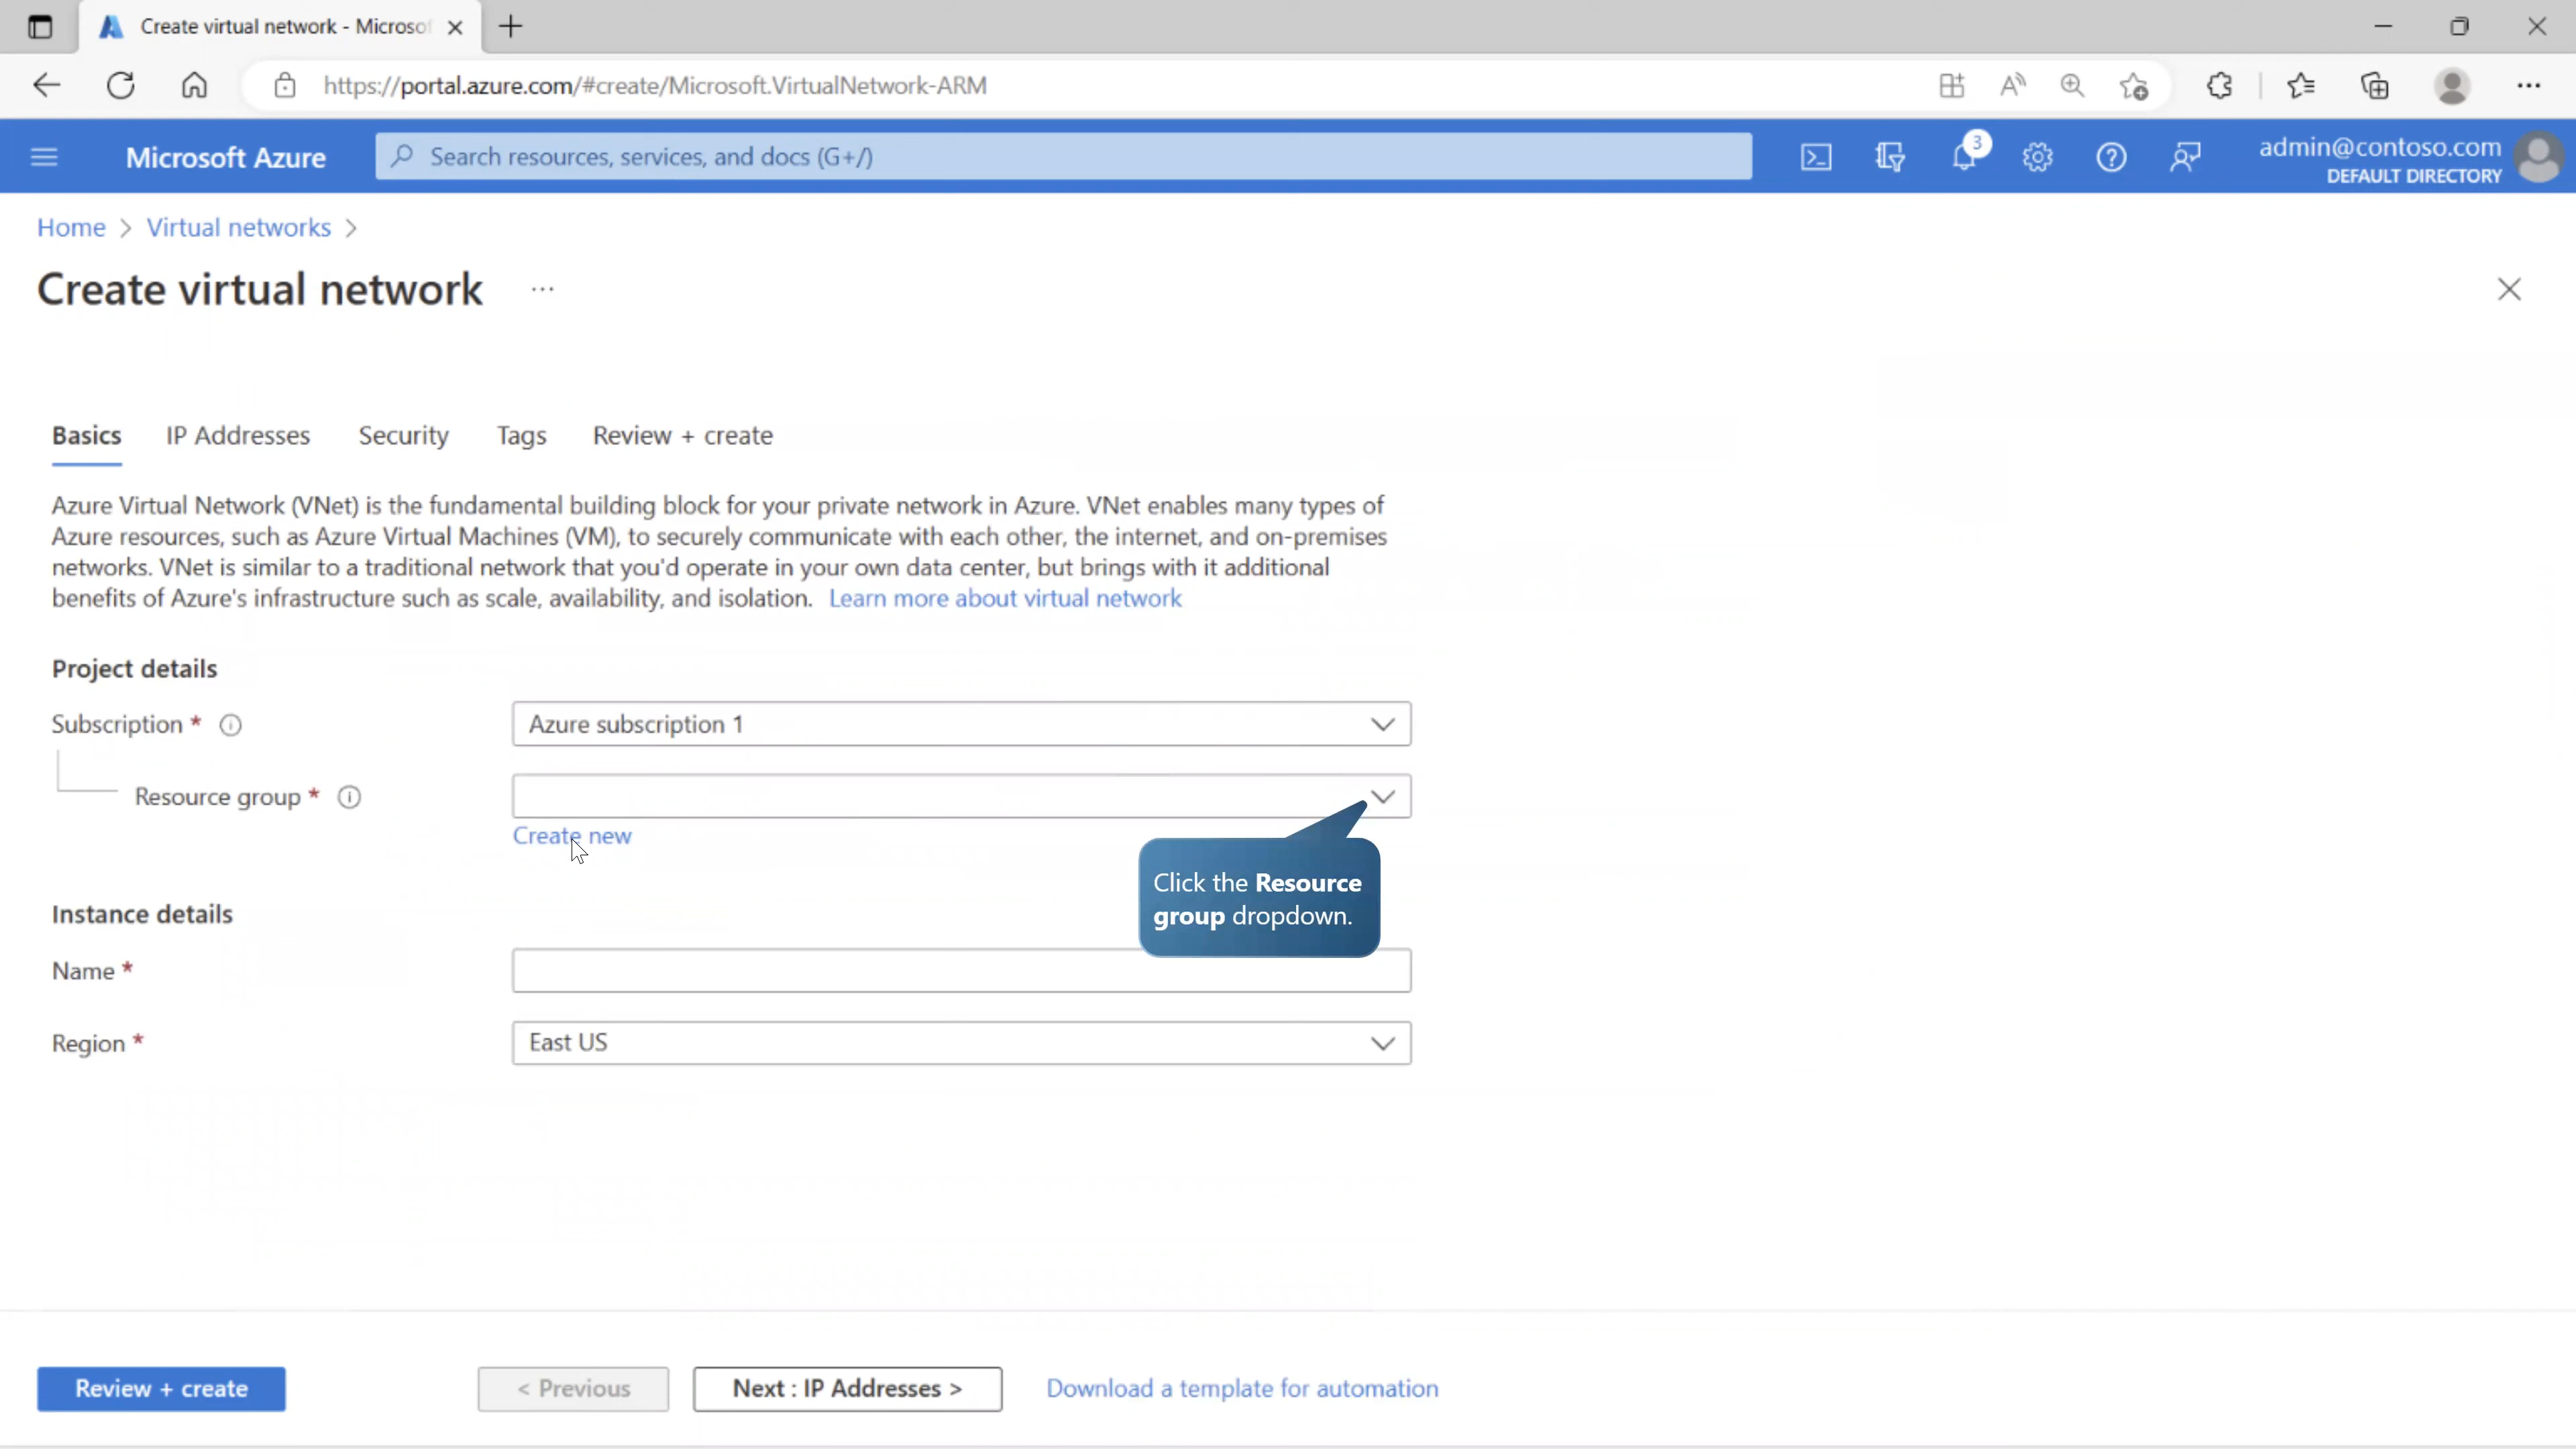 Create virtual network - Microsof
https://portal.azure.com/#create/Microsoft.VirtualNetwork-ARM
Microsoft Azure
Search resources, services, and docs (G+/)
3
admin@contoso.com
DEFAULT DIRECTORY
Home > Virtual networks >
Create virtual network ...
Basics IP Addresses Security Tags Review + create
Azure Virtual Network (VNet) is the fundamental building block for your private network in Azure. VNet enables many types of
Azure resources, such as Azure Virtual Machines (VM), to securely communicate with each other, the internet, and on-premises
networks. VNet is similar to a traditional network that you'd operate in your own data center, but brings with it additional
benefits of Azure's infrastructure such as scale, availability, and isolation. Learn more about virtual network
Project details
Subscription * Azure subscription 1
Resource group *
Create new
Click the Resource
group dropdown.
Instance details
Name *
Region * East US
Review + create < Previous Next : IP Addresses > Download a template for automation